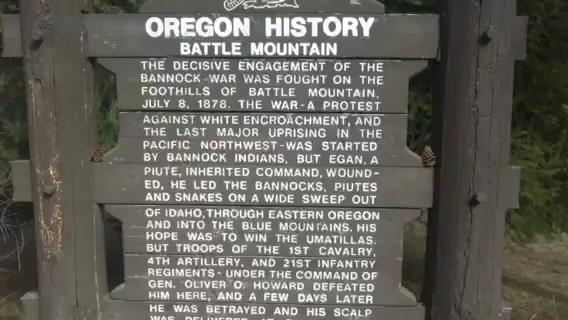 OREGON HISTORY
BATTLE MOUNTAIN
THE DECISIVE ENGAGEMENT OF THE
BANNOCK WAR WAS FOUGHT ON THE
FOOTHILLS OF BATTLE MOUNTAIN,
JULY 8, 1878. THE WAR-A PROTEST
AGAINST WHITE ENCROACHMENT, AND
THE LAST MAJOR UPRISING IN THE
PACIFIC NORTHWEST-WAS STARTED
BY BANNOCK INDIANS. BUT EGAN, A
PIUTE, INHERITED COMMAND, WOUND-
ED, HE LED THE BANNOCKS, PIUTES
AND SNAKES ON A WIDE SWEEP OUT
OF IDAHO, THROUGH EASTERN OREGON
AND INTO THE BLUE MOUNTAINS. HIS
HOPE WAS TO WIN THE UMATILLAS.
BUT TROOPS OF THE 1ST CAVALRY,
4TH ARTILLERY, AND 21ST INFANTRY
REGIMENTS - UNDER THE COMMAND OF
GEN. OLIVER O. HOWARD DEFEATED
HIM HERE, AND A FEW DAYS LATER
HE WAS BETRAYED AND HIS SCALP
WAS DELIVERED